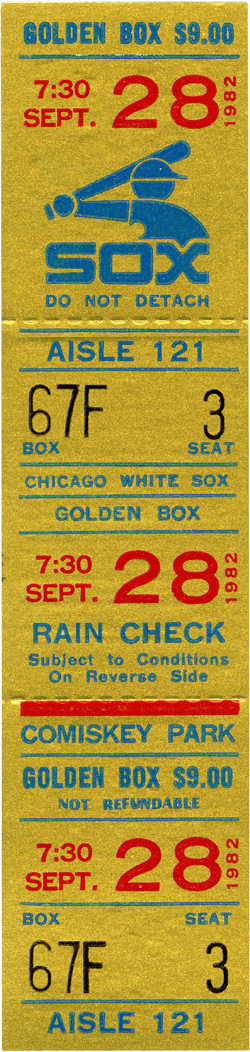 GOLDEN BOX $9.00
7:30
SEPT. 28 1982
SOX
DO NOT DETACH
AISLE 121
67F 3
BOX SEAT
CHICAGO WHITE SOX
GOLDEN BOX
7:30
SEPT. 28 1982
RAIN CHECK
Subject to Conditions
On Reverse Side
COMISKEY PARK
GOLDEN BOX $9.00
NOT REFUNDABLE
7:30
SEPT. 28 1982
BOX SEAT
67F 3
AISLE 121